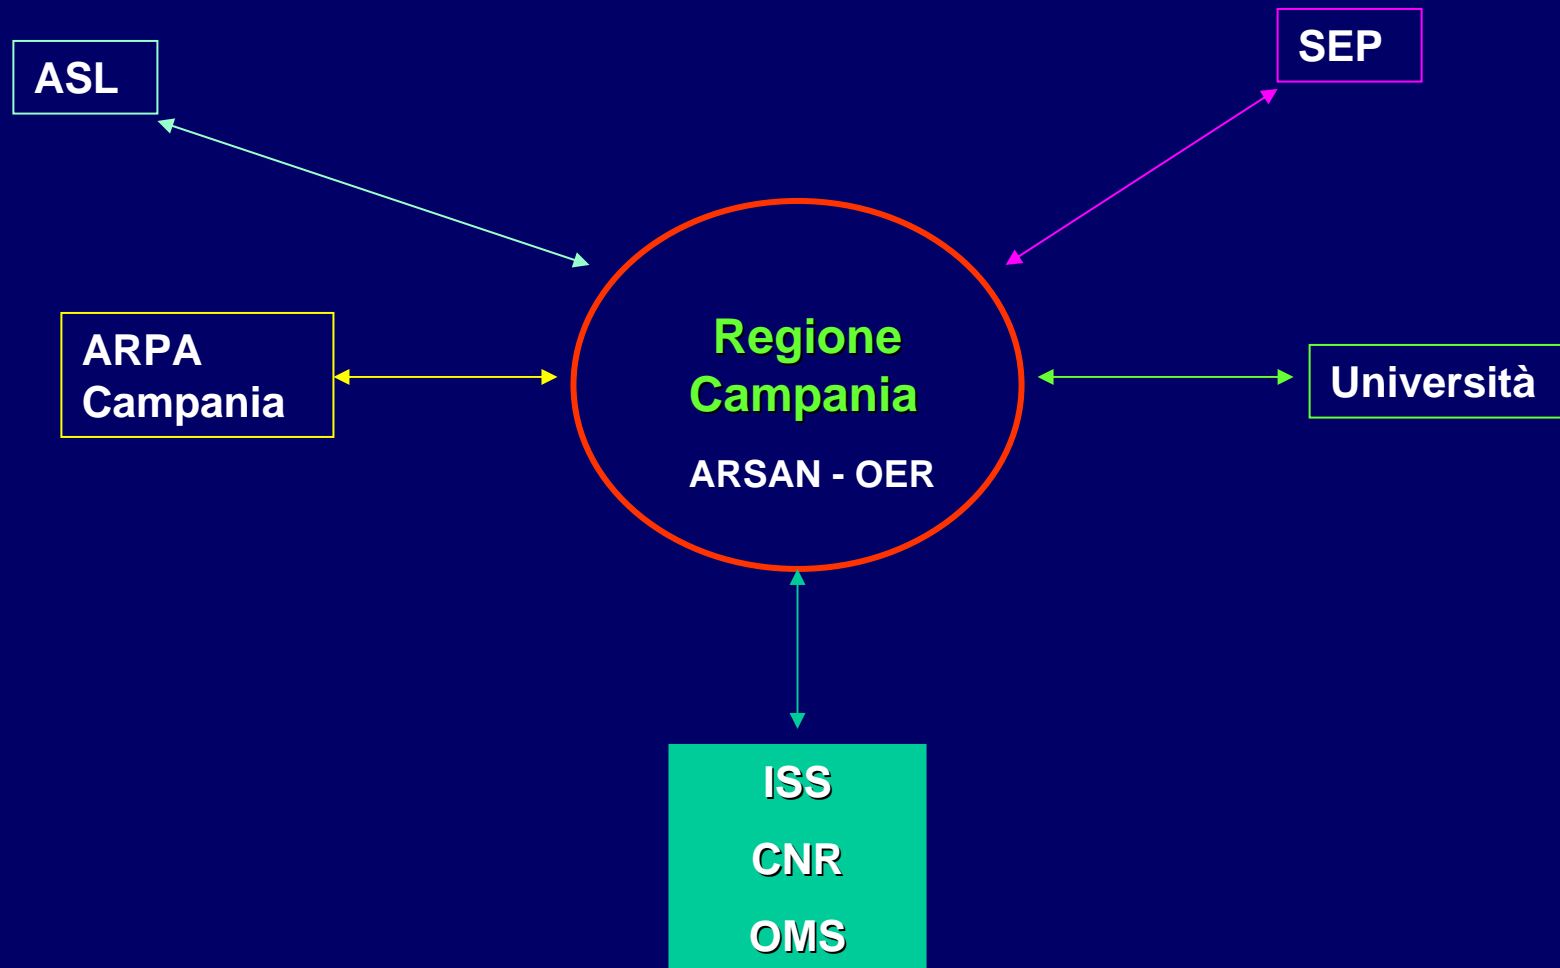 SEP
ASL
Regione
Campania
ARSAN - OER
ARPA
Campania
Università
ISS
CNR
OMS